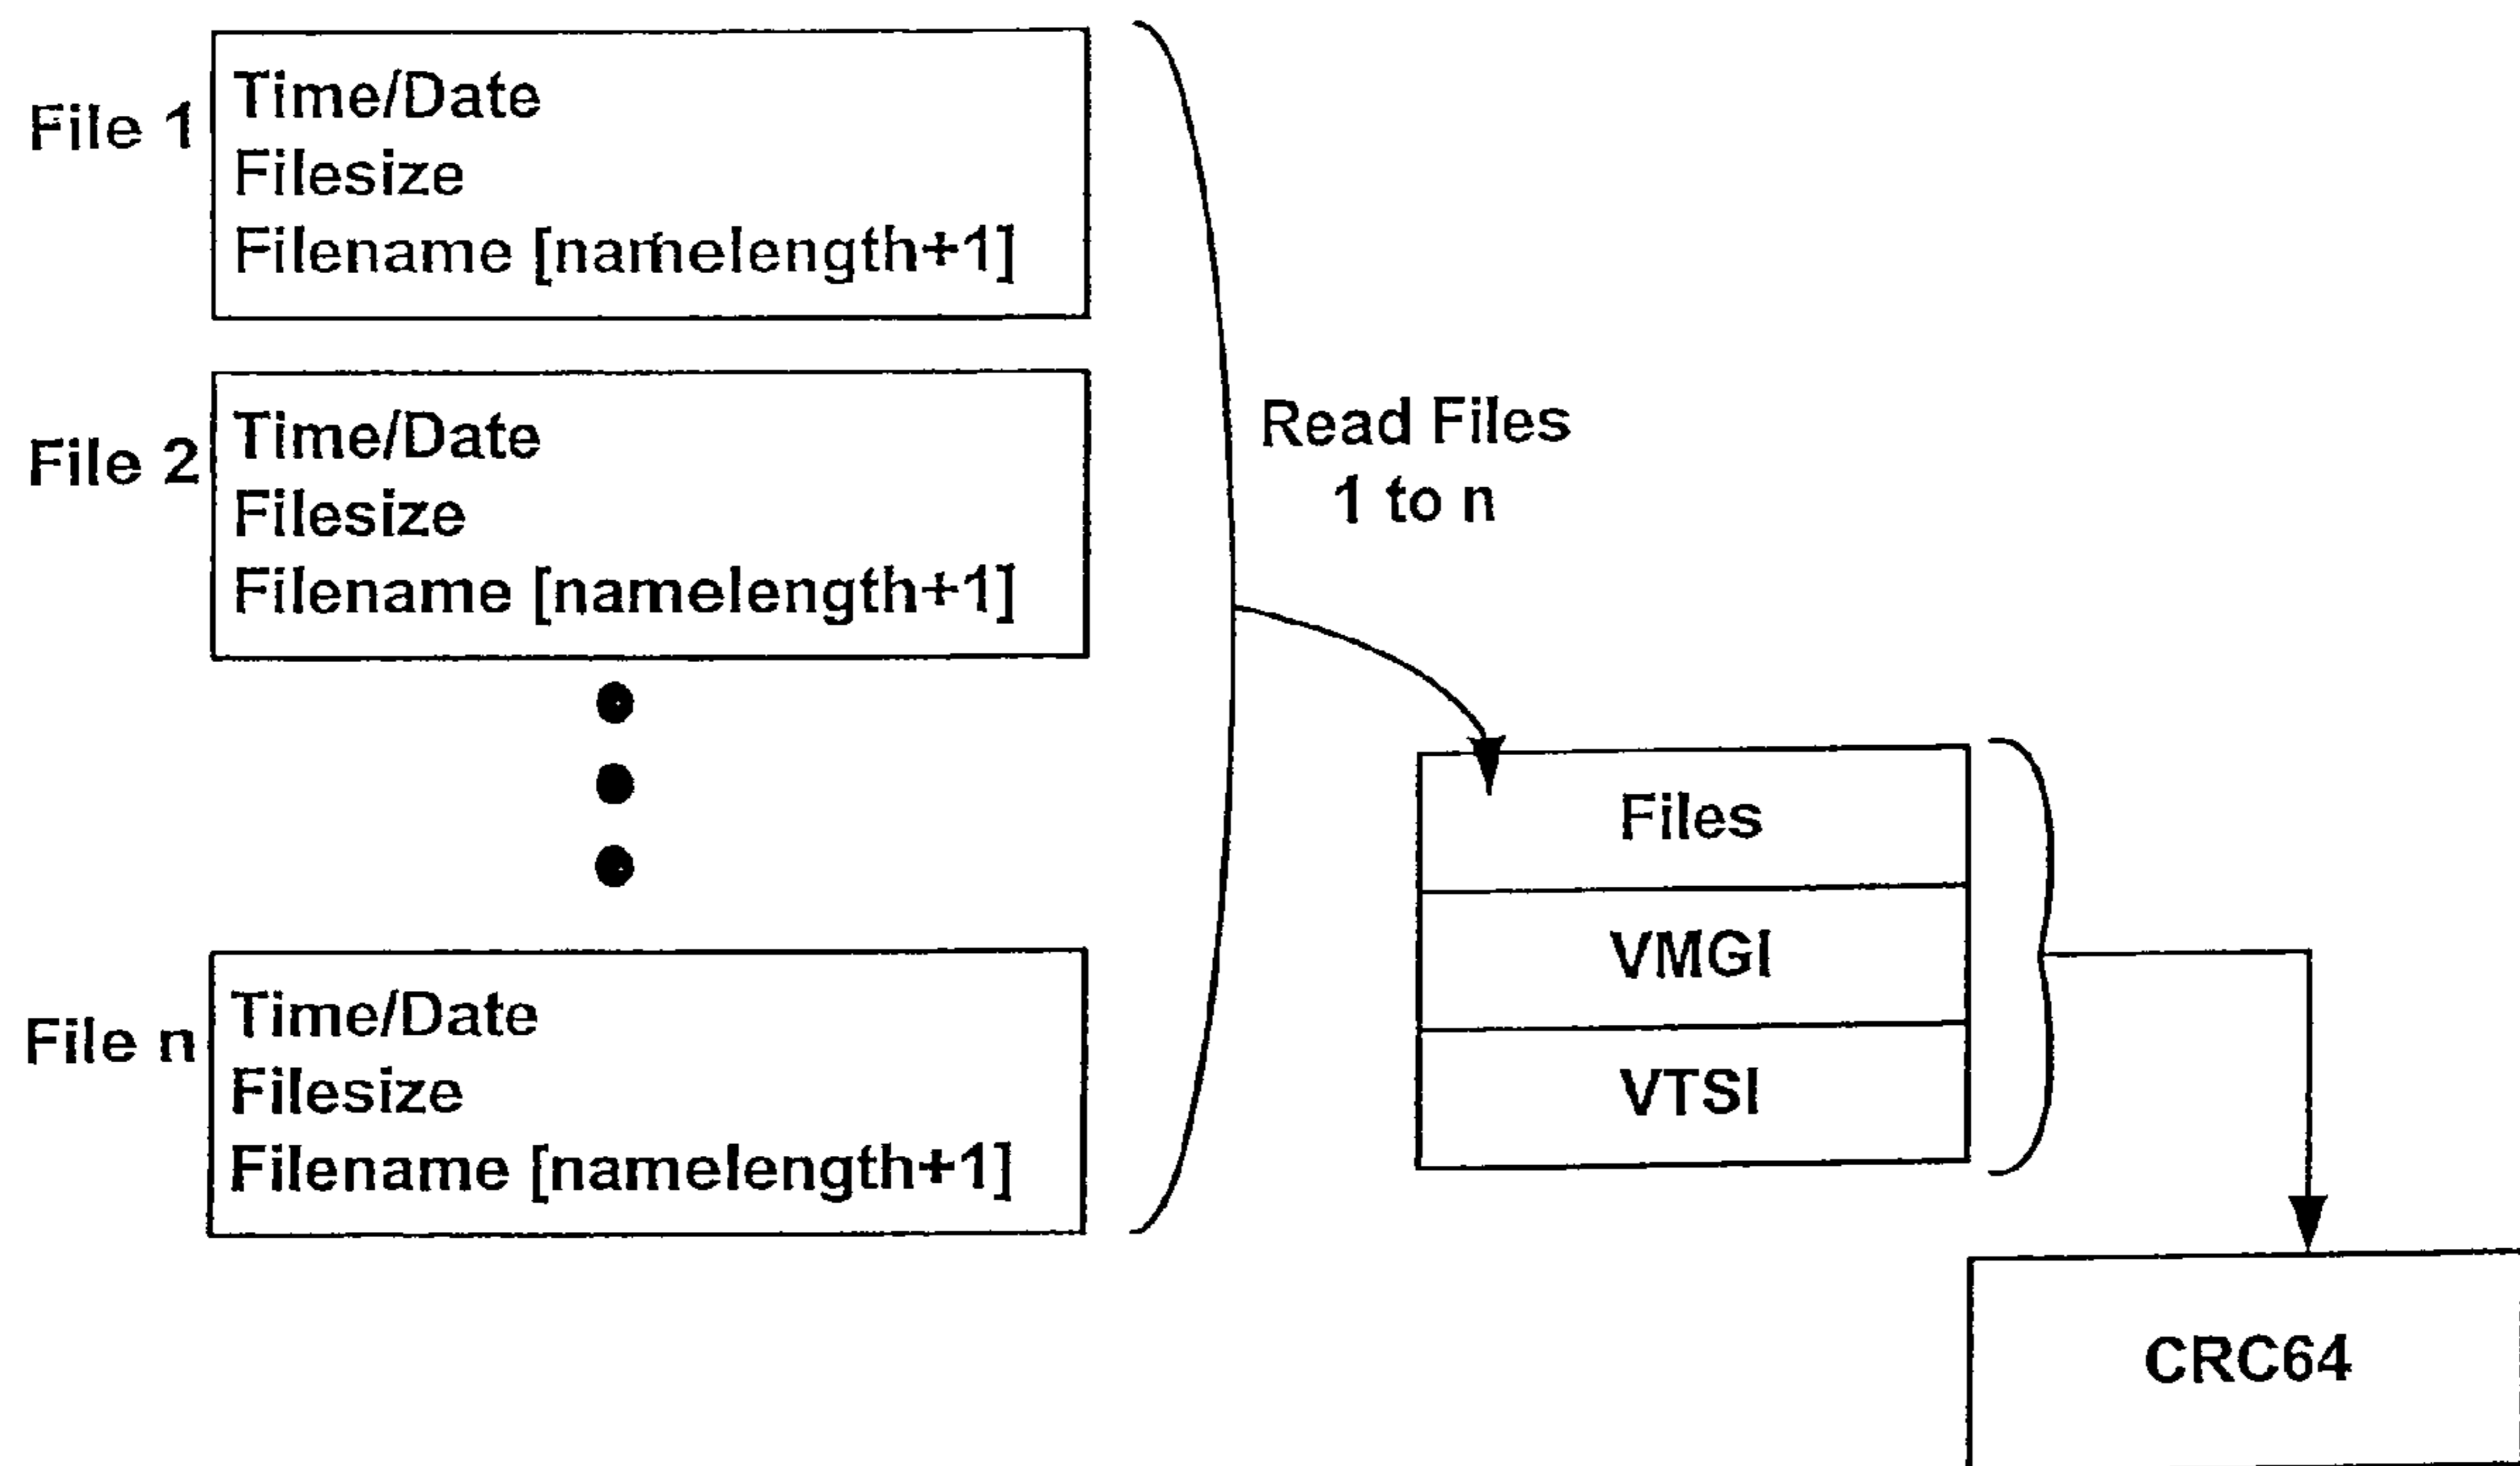 File 1
Time/Date
Filesize
Filename [namelength+1]
File 2
Time/Date
Filesize
Filename [namelength+1]
Read Files
1 to n
File n
Time/Date
Filesize
Filename [namelength+1]
Files
VMGI
VTSI
CRC64